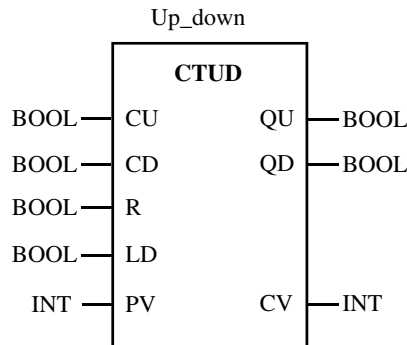 Up_down
CTUD
BOOL CU QU BOOL
BOOL CD QD BOOL
BOOL R
BOOL LD
INT PV CV INT